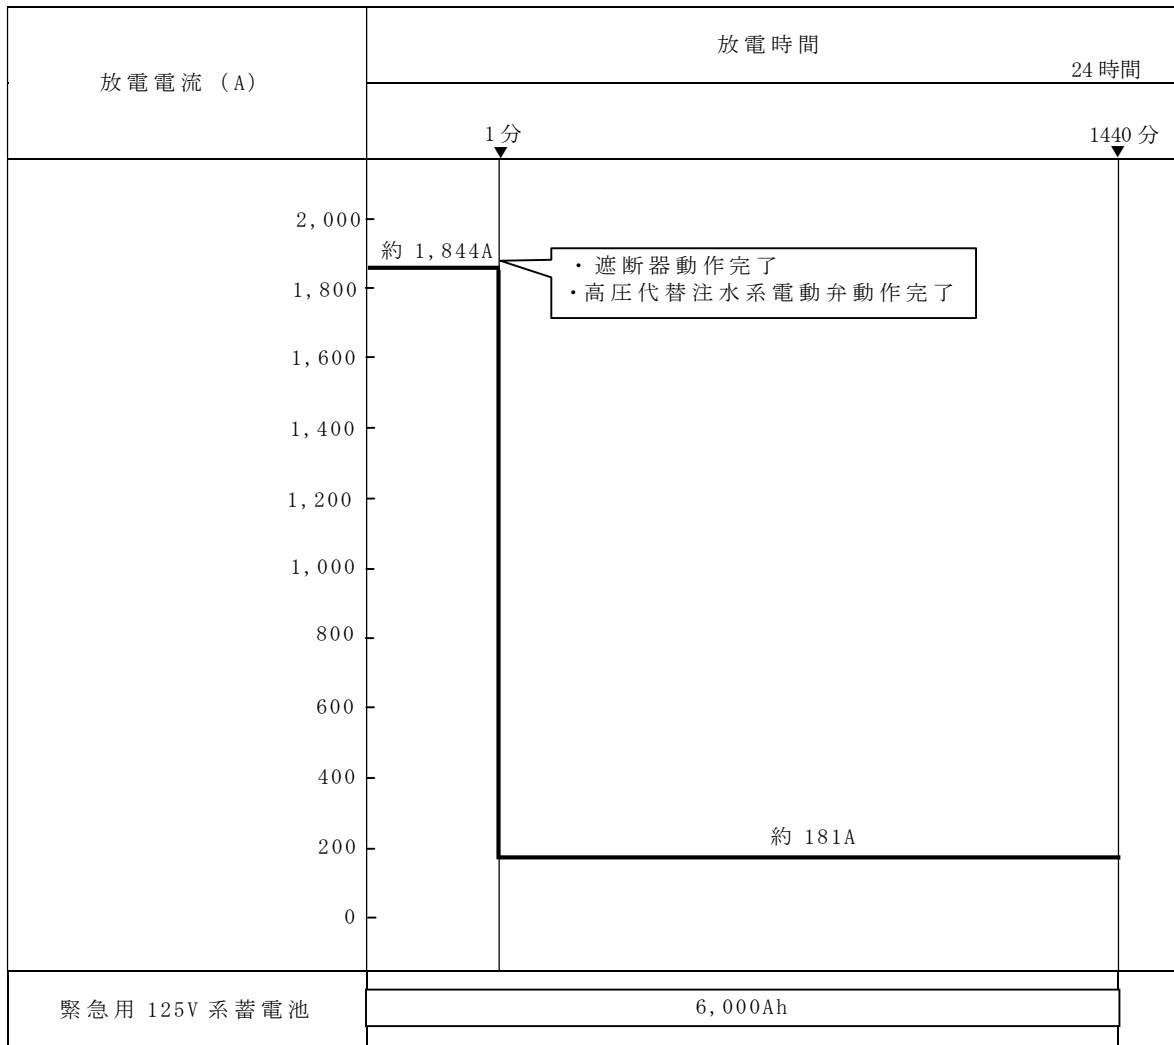 放電電流 (A)
放電時間
24時間
1分
1440分
2,000
約 1,844A
・遮断器動作完了
・高圧代替注水系電動弁動作完了
1,800
1,600
1,400
1,200
1,000
800
600
400
約 181A
200
0
緊急用 125V 系蓄電池
6,000Ah